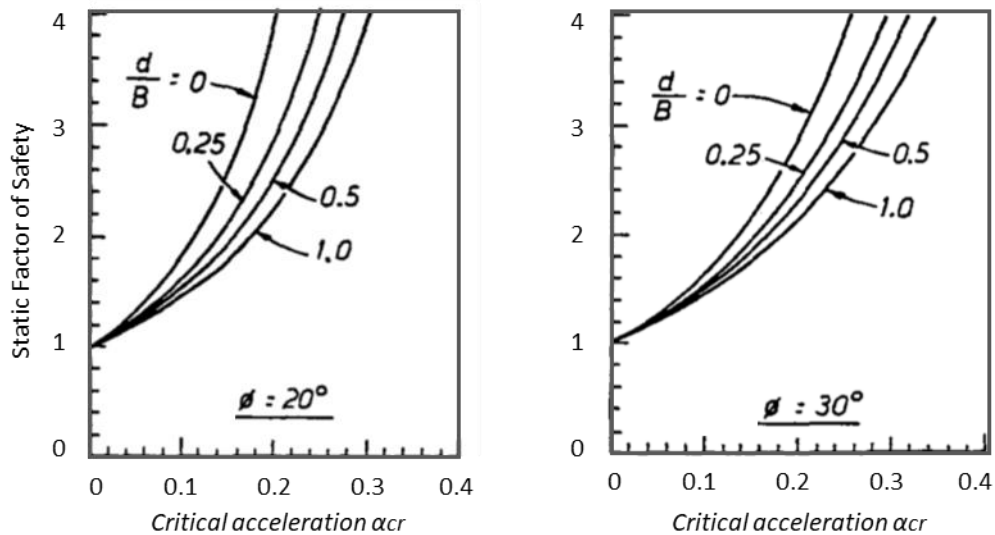 Static Factor of Safety
4
3
2
1
0
d/B = 0
0.25
0.5
1.0
ø = 20°
0 0.1 0.2 0.3 0.4
Critical acceleration αcr
4
3
2
1
0
d/B = 0
0.25
0.5
1.0
ø = 30°
0 0.1 0.2 0.3 0.4
Critical acceleration αcr